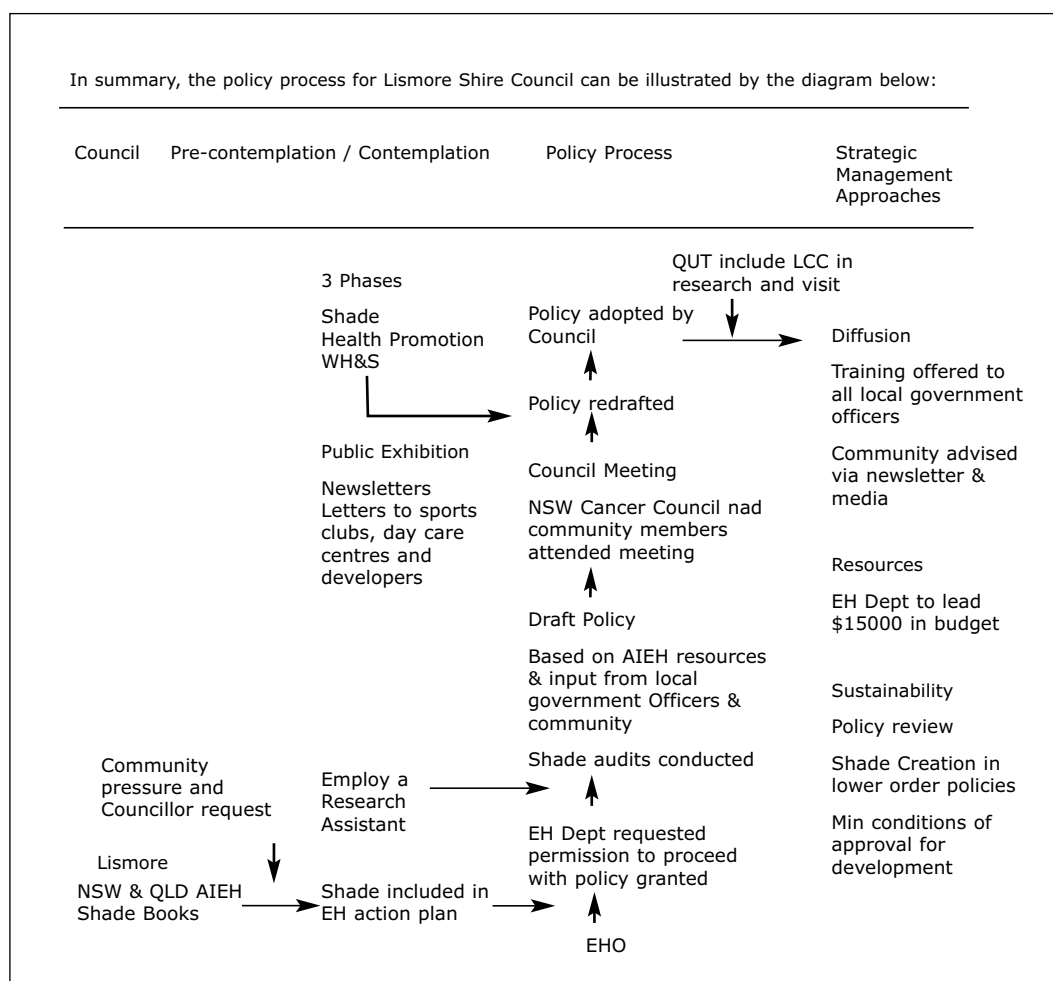 In summary, the policy process for Lismore Shire Council can be illustrated by the diagram below:
Council
Pre-contemplation / Contemplation
Policy Process
Strategic
Management
Approaches
3 Phases
Shade
Health Promotion
WH&S
Public Exhibition
Newsletters
Letters to sports
clubs, day care
centres and
developers
Community
pressure and
Councillor request
Lismore
NSW & QLD AIEH
Shade Books
Employ a
Research
Assistant
Shade included in
EH action plan
QUT include LCC in
research and visit
Policy adopted by
Council
Policy redrafted
Council Meeting
NSW Cancer Council nad
community members
attended meeting
Draft Policy
Based on AIEH resources
& input from local
government Officers &
community
Shade audits conducted
EH Dept requested
permission to proceed
with policy granted
EHO
Diffusion
Training offered to
all local government
officers
Community advised
via newsletter &
media
Resources
EH Dept to lead
$15000 in budget
Sustainability
Policy review
Shade Creation in
lower order policies
Min conditions of
approval for
development